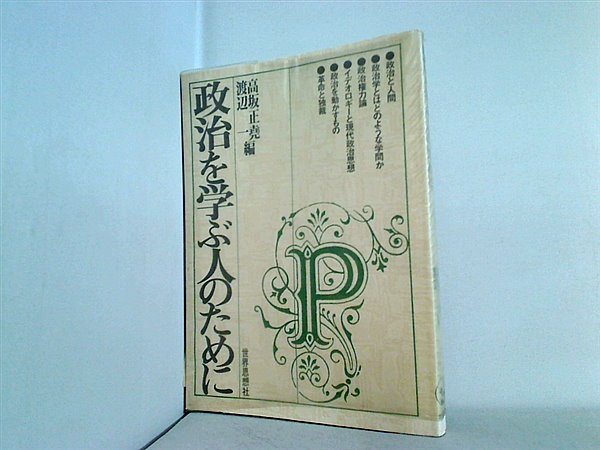 ●政治と人間
●政治学とはどのような学問か
●政治権力論
●イデオロギーと現代政治思想
●政治を動かすもの
●革命と独裁
高坂正堯
渡辺一 編
政治を学ぶ人のために
P
世界思想社